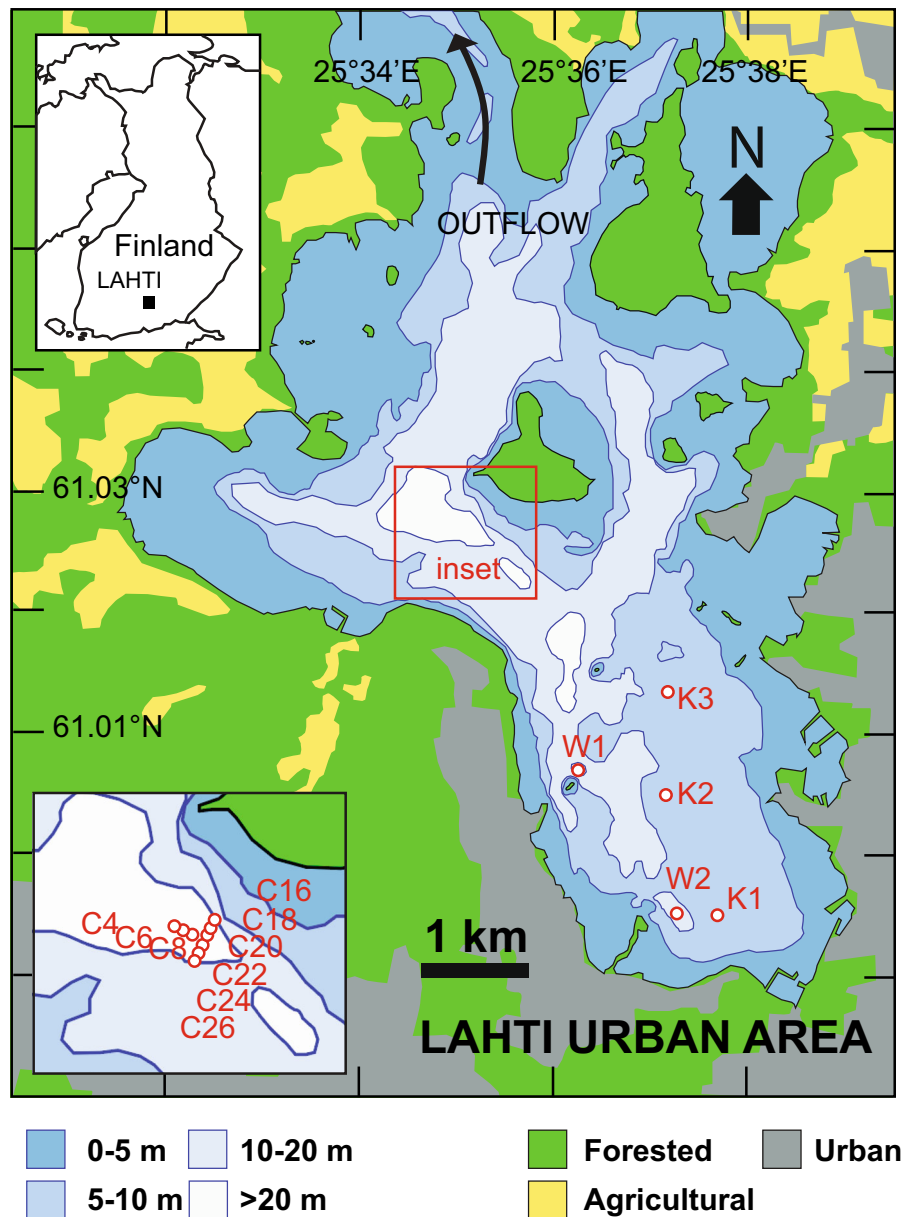 25°34'E 25°36'E 25°38'E
N
OUTFLOW
Finland
LAHTI
61.03°N
inset
61.01°N
K3
W1
K2
W2
K1
C16
C4
C18
C6
C8
C20
C22
C24
C26
1 km
LAHTI URBAN AREA
0-5 m
10-20 m
Forested
Urban
5-10 m
>20 m
Agricultural